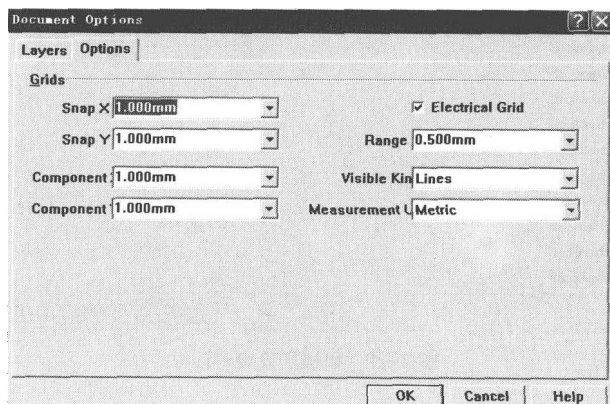 Document Options
Layers Options
Grids
Snap X 1.000mm
Electrical Grid
Snap Y 1.000mm
Range 0.500mm
Component 1.000mm
Visible Kin Lines
Component 1.000mm
Measurement U Metric
OK Cancel Help